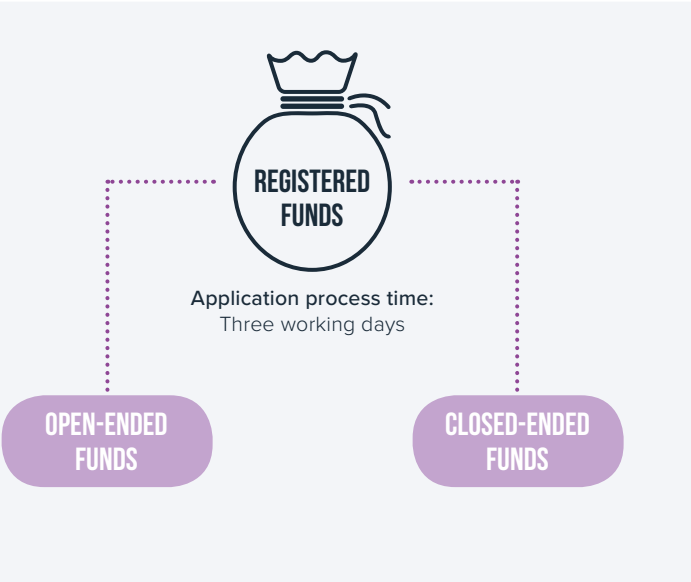 REGISTERED
FUNDS
Application process time:
Three working days
OPEN-ENDED
FUNDS
CLOSED-ENDED
FUNDS